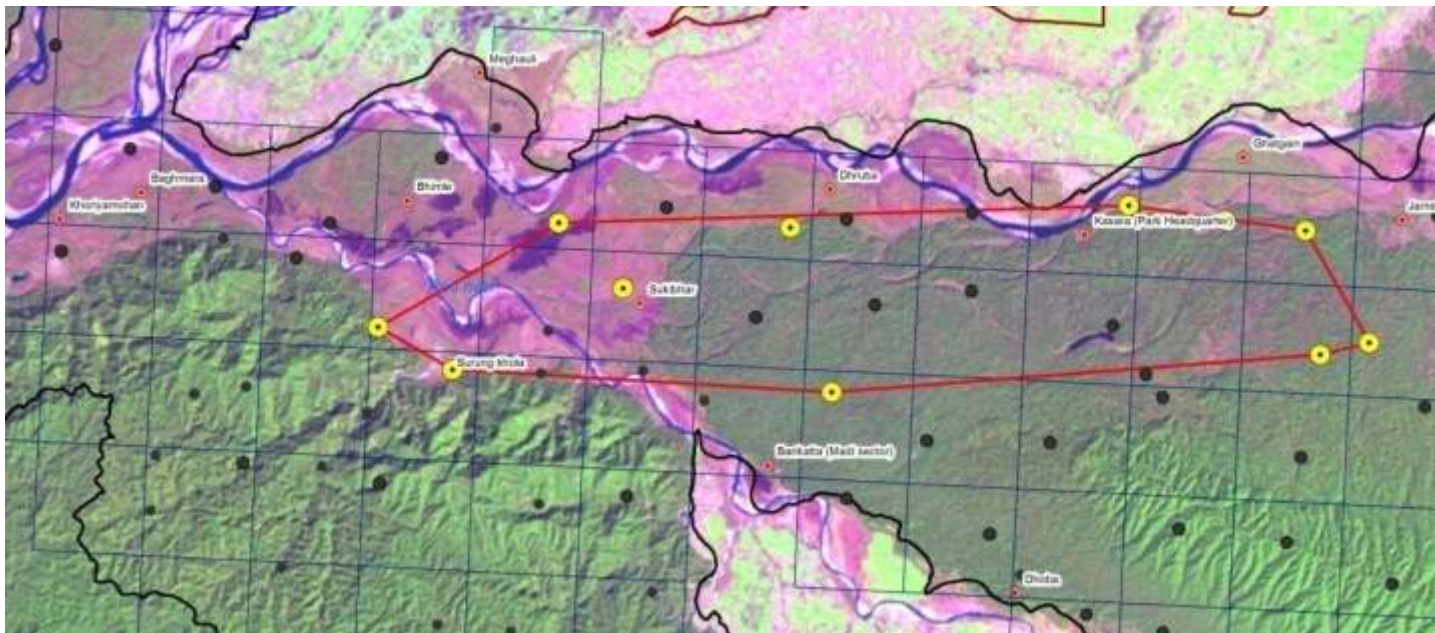 Meghauli
Ghatgain
Baghmara
Bhimle
Dhruba
Khoriyamohan
Kasara (Park Headquarter)
Sukibhar
Surung khola
Bankatta (Madi sector)
Dhoba